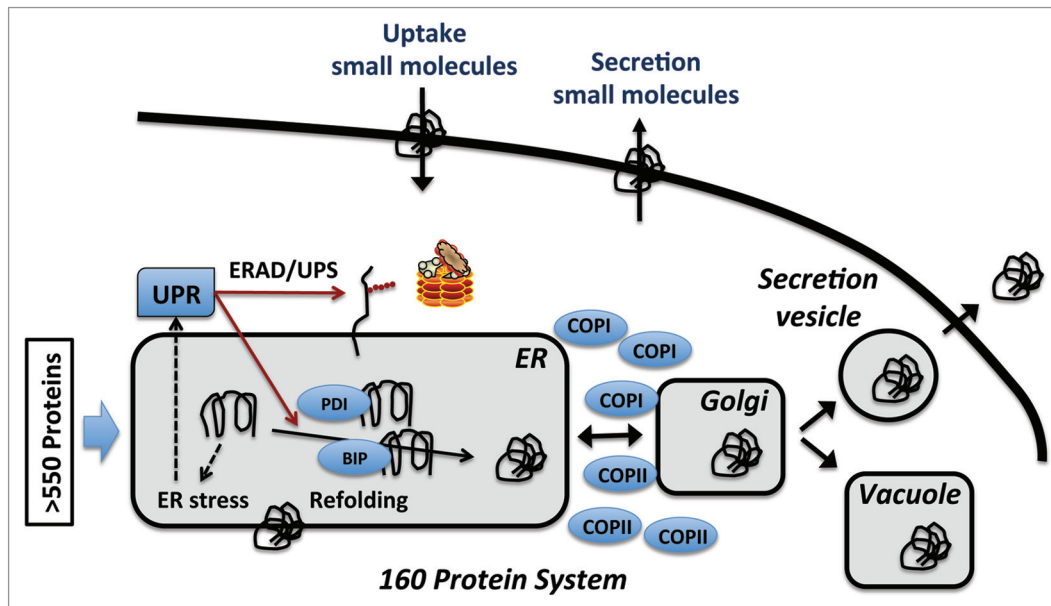 Uptake
small molecules
Secretion
small molecules
ERAD/UPS
UPR
Secretion
vesicle
>550 Proteins
ER
COPI
COPI
PDI
COPI
Golgi
BIP
COPII
ER stress
Refolding
COPII
COPII
Vacuole
160 Protein System